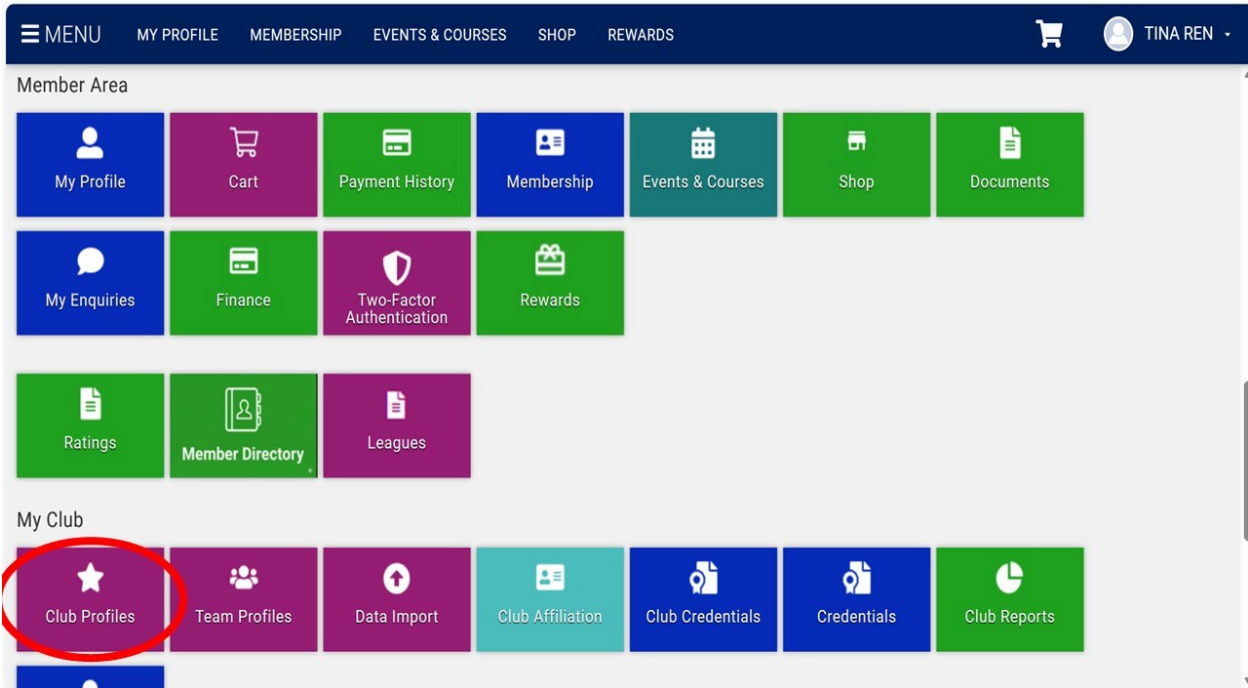 MENU MY PROFILE MEMBERSHIP EVENTS & COURSES SHOP REWARDS TINA REN
Member Area
My Profile
Cart
Payment History
Membership
Events & Courses
Shop
Documents
My Enquiries
Finance
Two-Factor
Authentication
Rewards
Ratings
Member Directory
Leagues
My Club
Club Profiles
Team Profiles
Data Import
Club Affiliation
Club Credentials
Credentials
Club Reports